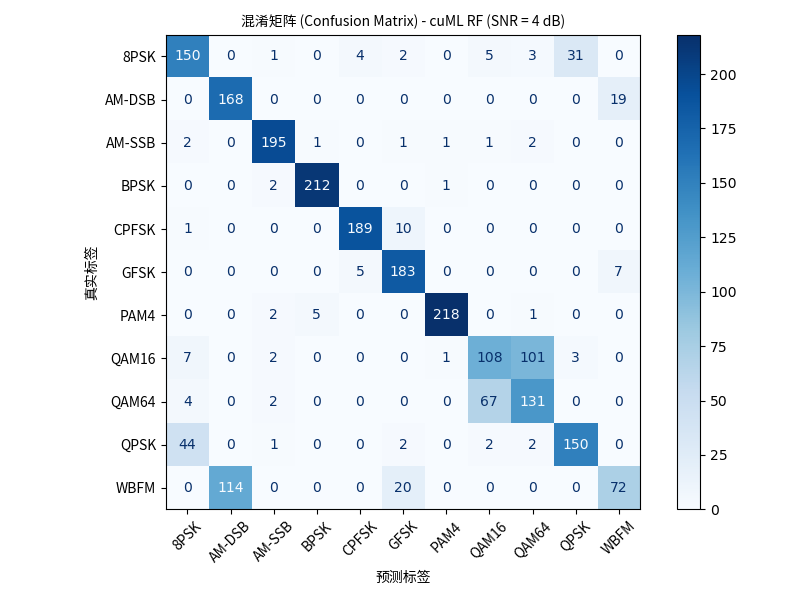 混淆矩阵 (Confusion Matrix) - cuML RF (SNR = 4 dB)
真实标签
8PSK 150 0 1 0 4 2 0 5 3 31 0
AM-DSB 0 168 0 0 0 0 0 0 0 0 19
AM-SSB 2 0 195 1 0 1 1 1 2 0 0
BPSK 0 0 2 212 0 0 1 0 0 0 0
CPFSK 1 0 0 0 189 10 0 0 0 0 0
GFSK 0 0 0 0 5 183 0 0 0 0 7
PAM4 0 0 2 5 0 0 218 0 1 0 0
QAM16 7 0 2 0 0 0 1 108 101 3 0
QAM64 4 0 2 0 0 0 0 67 131 0 0
QPSK 44 0 1 0 0 2 0 2 2 150 0
WBFM 0 114 0 0 0 20 0 0 0 0 72
8PSK AM-DSB AM-SSB BPSK CPFSK GFSK PAM4 QAM16 QAM64 QPSK WBFM
预测标签
200
175
150
125
100
75
50
25
0